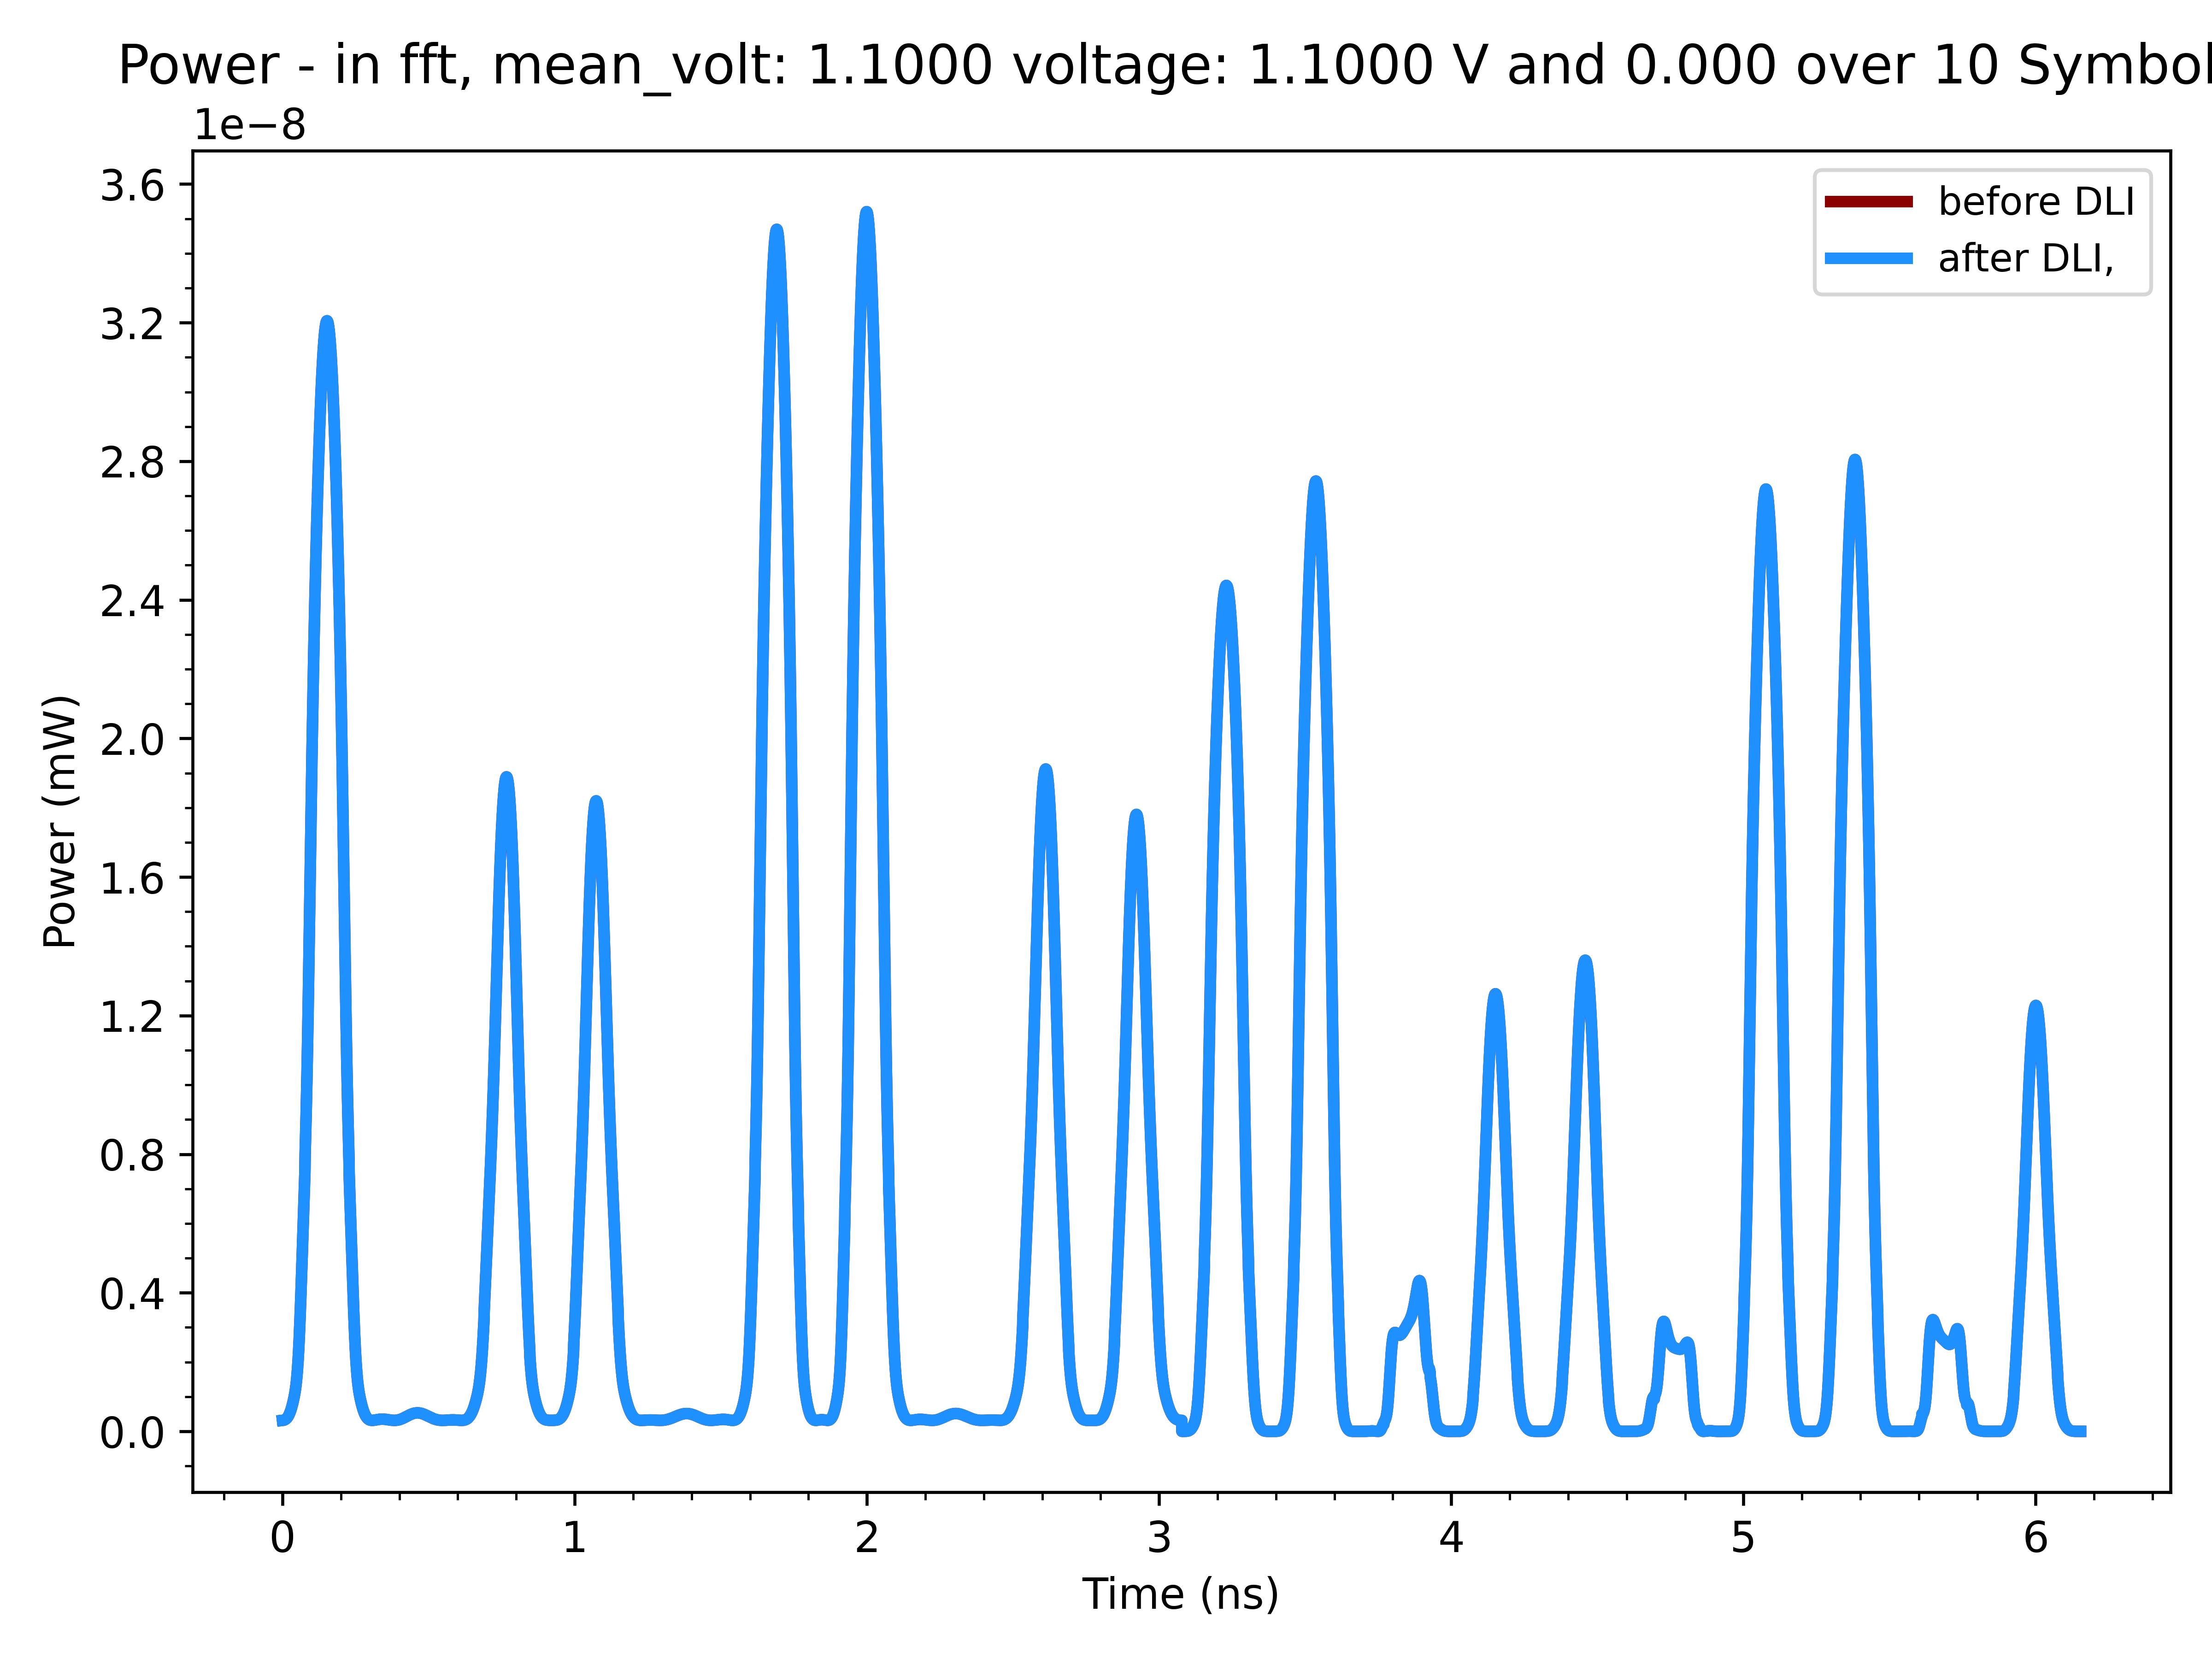 Power - in fft, mean_volt: 1.1000 voltage: 1.1000 V and 0.000 over 10 Symbol
1e−8
before DLI
after DLI,
3.6
3.2
2.8
2.4
2.0
1.6
1.2
0.8
0.4
0.0
Power (mW)
0 1 2 3 4 5 6
Time (ns)